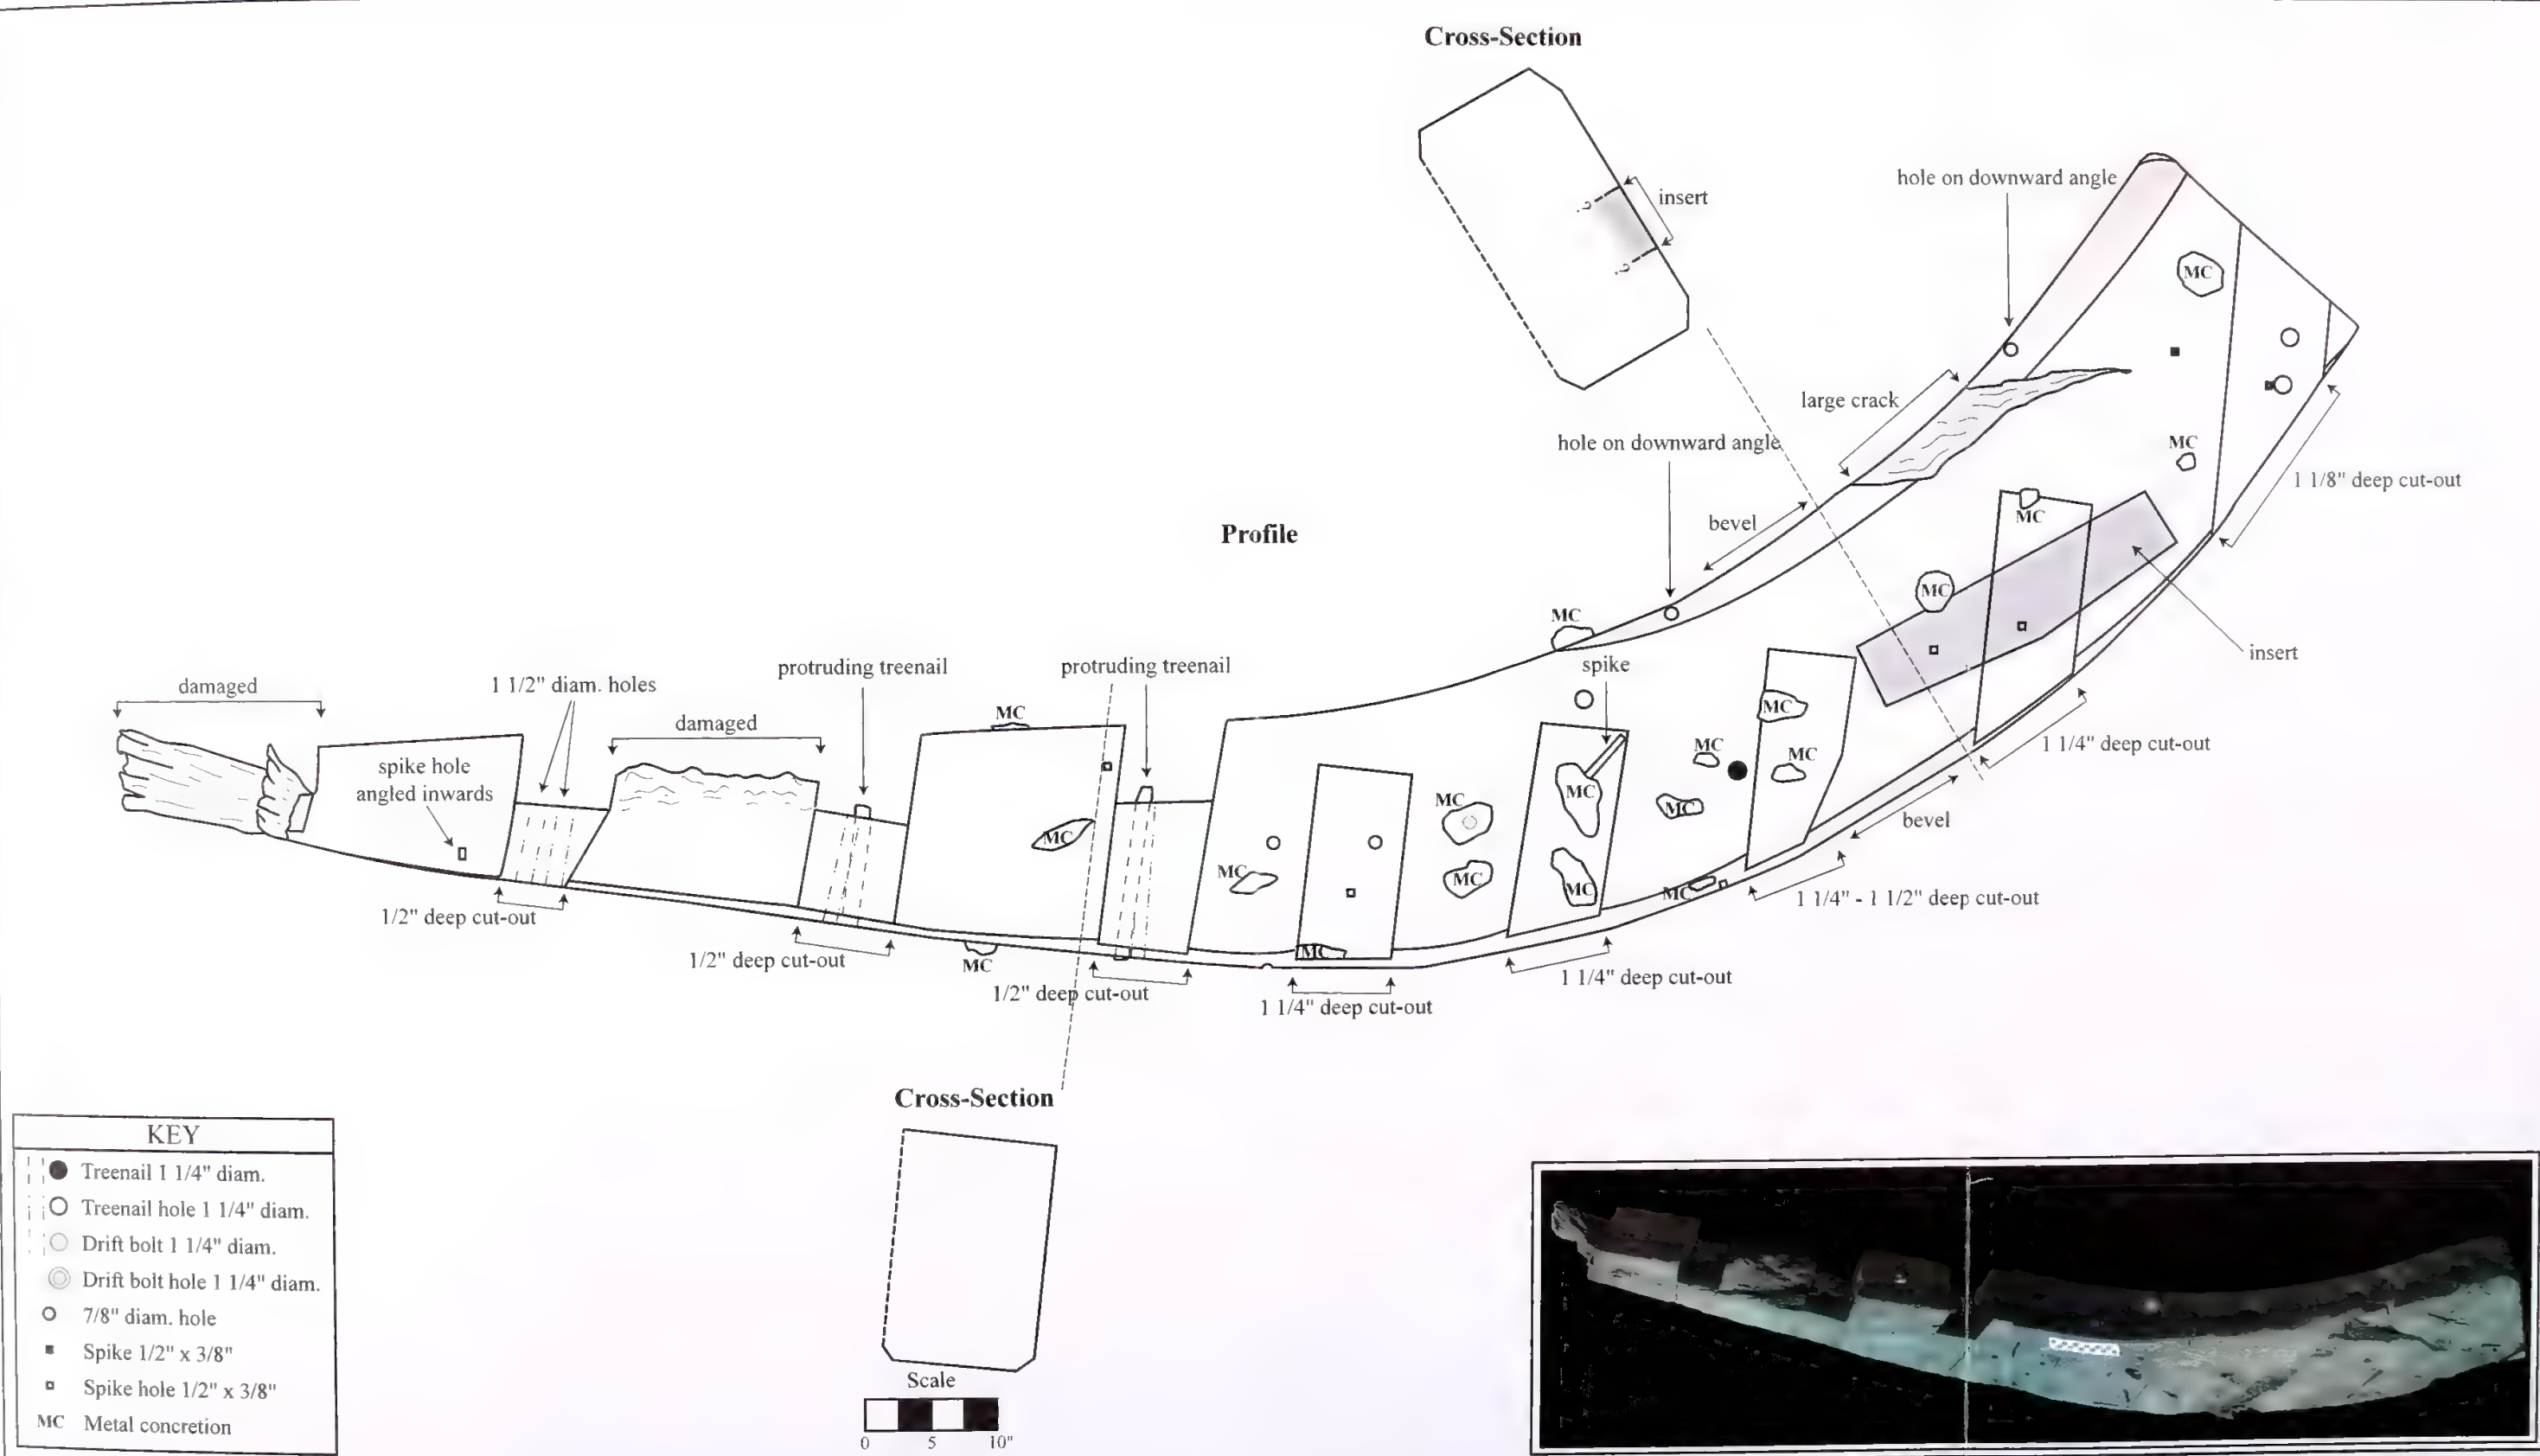 Cross-Section
insert
?
?
hole on downward angle
MC
large crack
hole on downward angle
MC
1 1/8" deep cut-out
bevel
MC
Profile
MC
MC
insert
spike
damaged
1 1/2" diam. holes
protruding treenail
protruding treenail
damaged
MC
MC
MC
MC
1 1/4" deep cut-out
spike hole
angled inwards
MC
MC
MC
MC
bevel
MC
MC
MC
MC
MC
1 1/4" - 1 1/2" deep cut-out
1/2" deep cut-out
MC
1/2" deep cut-out
MC
1 1/4" deep cut-out
1/2" deep cut-out
1 1/4" deep cut-out
Cross-Section
KEY
Treenail 1 1/4" diam.
Treenail hole 1 1/4" diam.
Drift bolt 1 1/4" diam.
Drift bolt hole 1 1/4" diam.
7/8" diam. hole
Spike 1/2" x 3/8"
Spike hole 1/2" x 3/8"
MC Metal concretion
Scale
0 5 10"